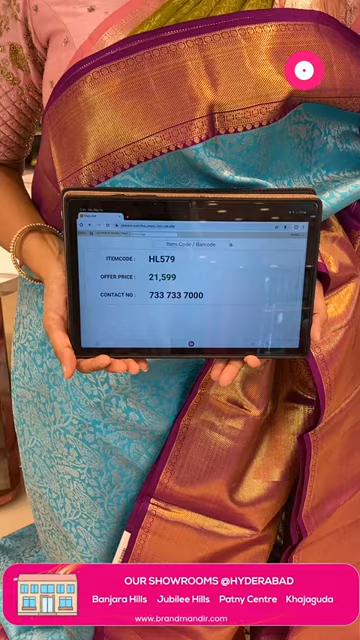 Item Code / Barcode
ITEMCODE : HL579
OFFER PRICE : 21,599
CONTACT NO : 733 733 7000
OUR SHOWROOMS @HYDERABAD
Banjara Hills Jubilee Hills Patny Centre Khajaguda
www.brandmandir.com